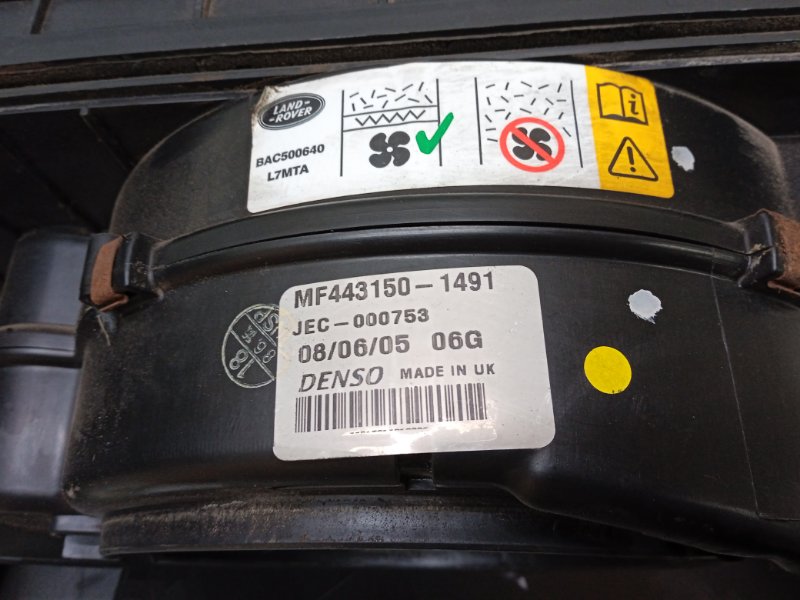 LAND-
-ROVER
BAC500640
L7MTA
MF443150-1491
JEC-000753
08/06/05 06G
DENSO MADE IN UK